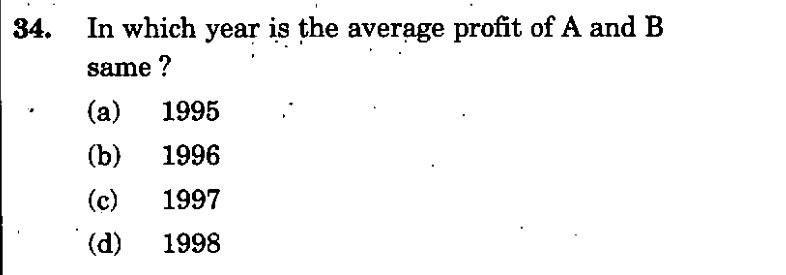 34. In which year is the average profit of A and B
same ?
(a) 1995
(b) 1996
(c) 1997
(d) 1998